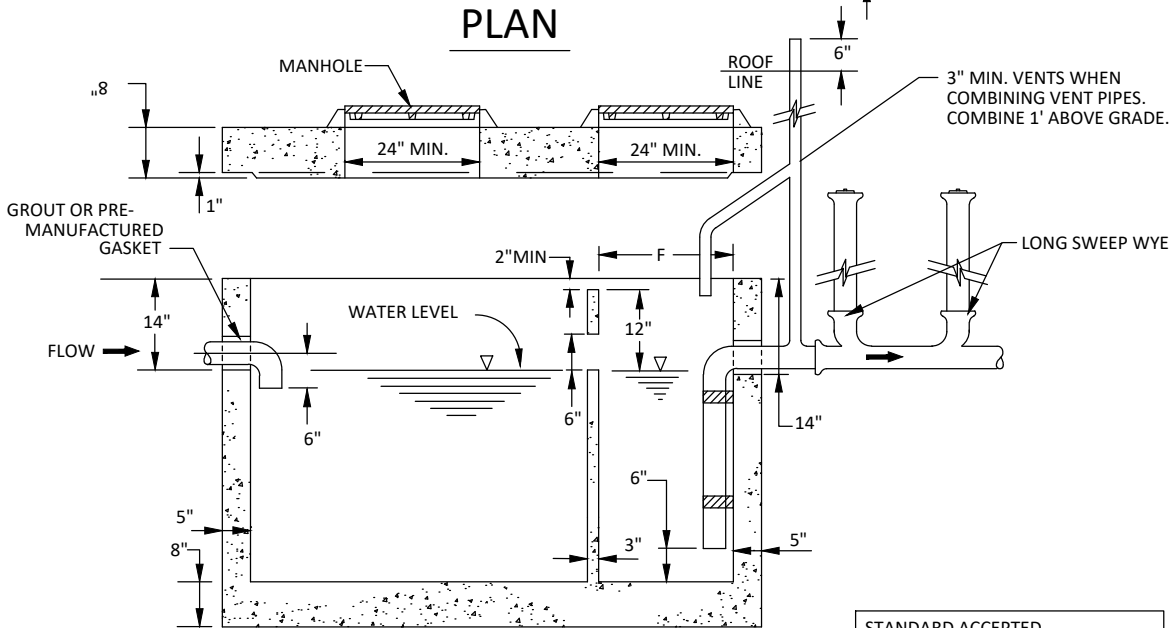 PLAN
6"
ROOF
LINE
MANHOLE
3" MIN. VENTS WHEN
COMBINING VENT PIPES.
COMBINE 1' ABOVE GRADE.
8"
24" MIN.
24" MIN.
1"
GROUT OR PRE-
MANUFACTURED
GASKET
LONG SWEEP WYE
2"MIN
F
14"
WATER LEVEL
12"
FLOW
6"
6"
14"
6"
5"
8"
3"
5"
STANDARD ACCEPTED